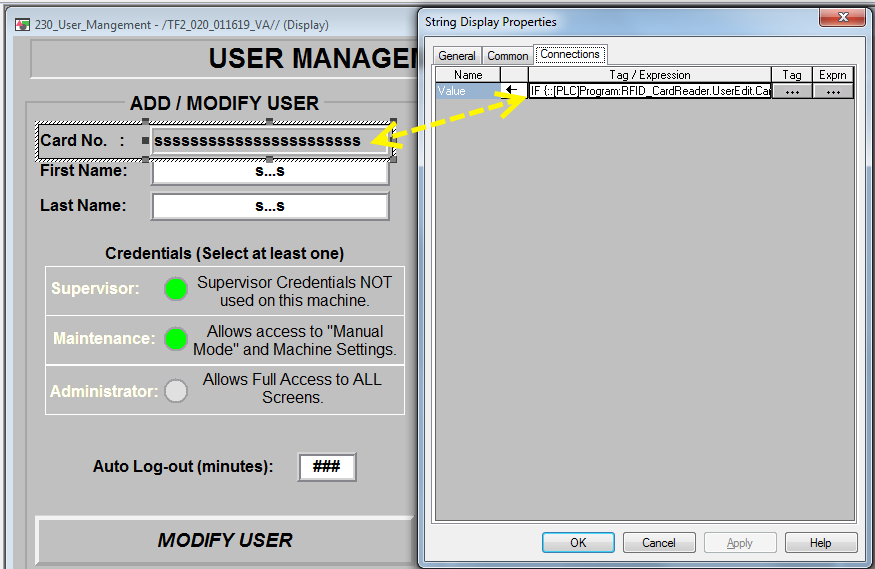 230_User_Mangement - /TF2_020_011619_VA// (Display)
USER MANAGEM
ADD / MODIFY USER
Card No. : sssssssssssssssssssssss
First Name: s...s
Last Name: s...s
Credentials (Select at least one)
Supervisor: Supervisor Credentials NOT
used on this machine.
Maintenance: Allows access to "Manual
Mode" and Machine Settings.
Administrator: Allows Full Access to ALL
Screens.
Auto Log-out (minutes): ###
MODIFY USER
String Display Properties
General Common Connections
Name Tag / Expression Tag Exprn
Value IF {::[PLC]Program:RFID_CardReader.UserEdit.Car ... ...
OK Cancel Apply Help